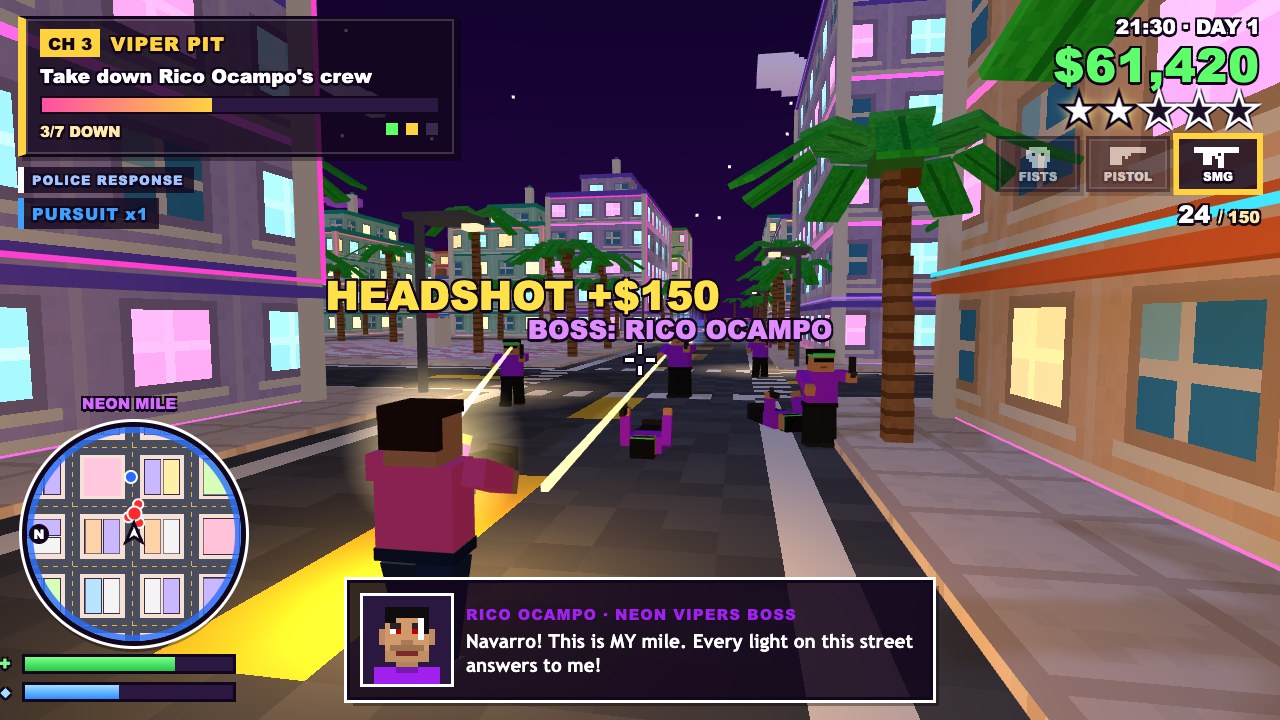 CH 3 VIPER PIT
Take down Rico Ocampo's crew
3/7 DOWN
POLICE RESPONSE
PURSUIT x1
21:30 · DAY 1
$61,420
FISTS
PISTOL
SMG
24 / 150
HEADSHOT +$150
BOSS: RICO OCAMPO
NEON MILE
N
RICO OCAMPO · NEON VIPERS BOSS
Navarro! This is MY mile. Every light on this street
answers to me!